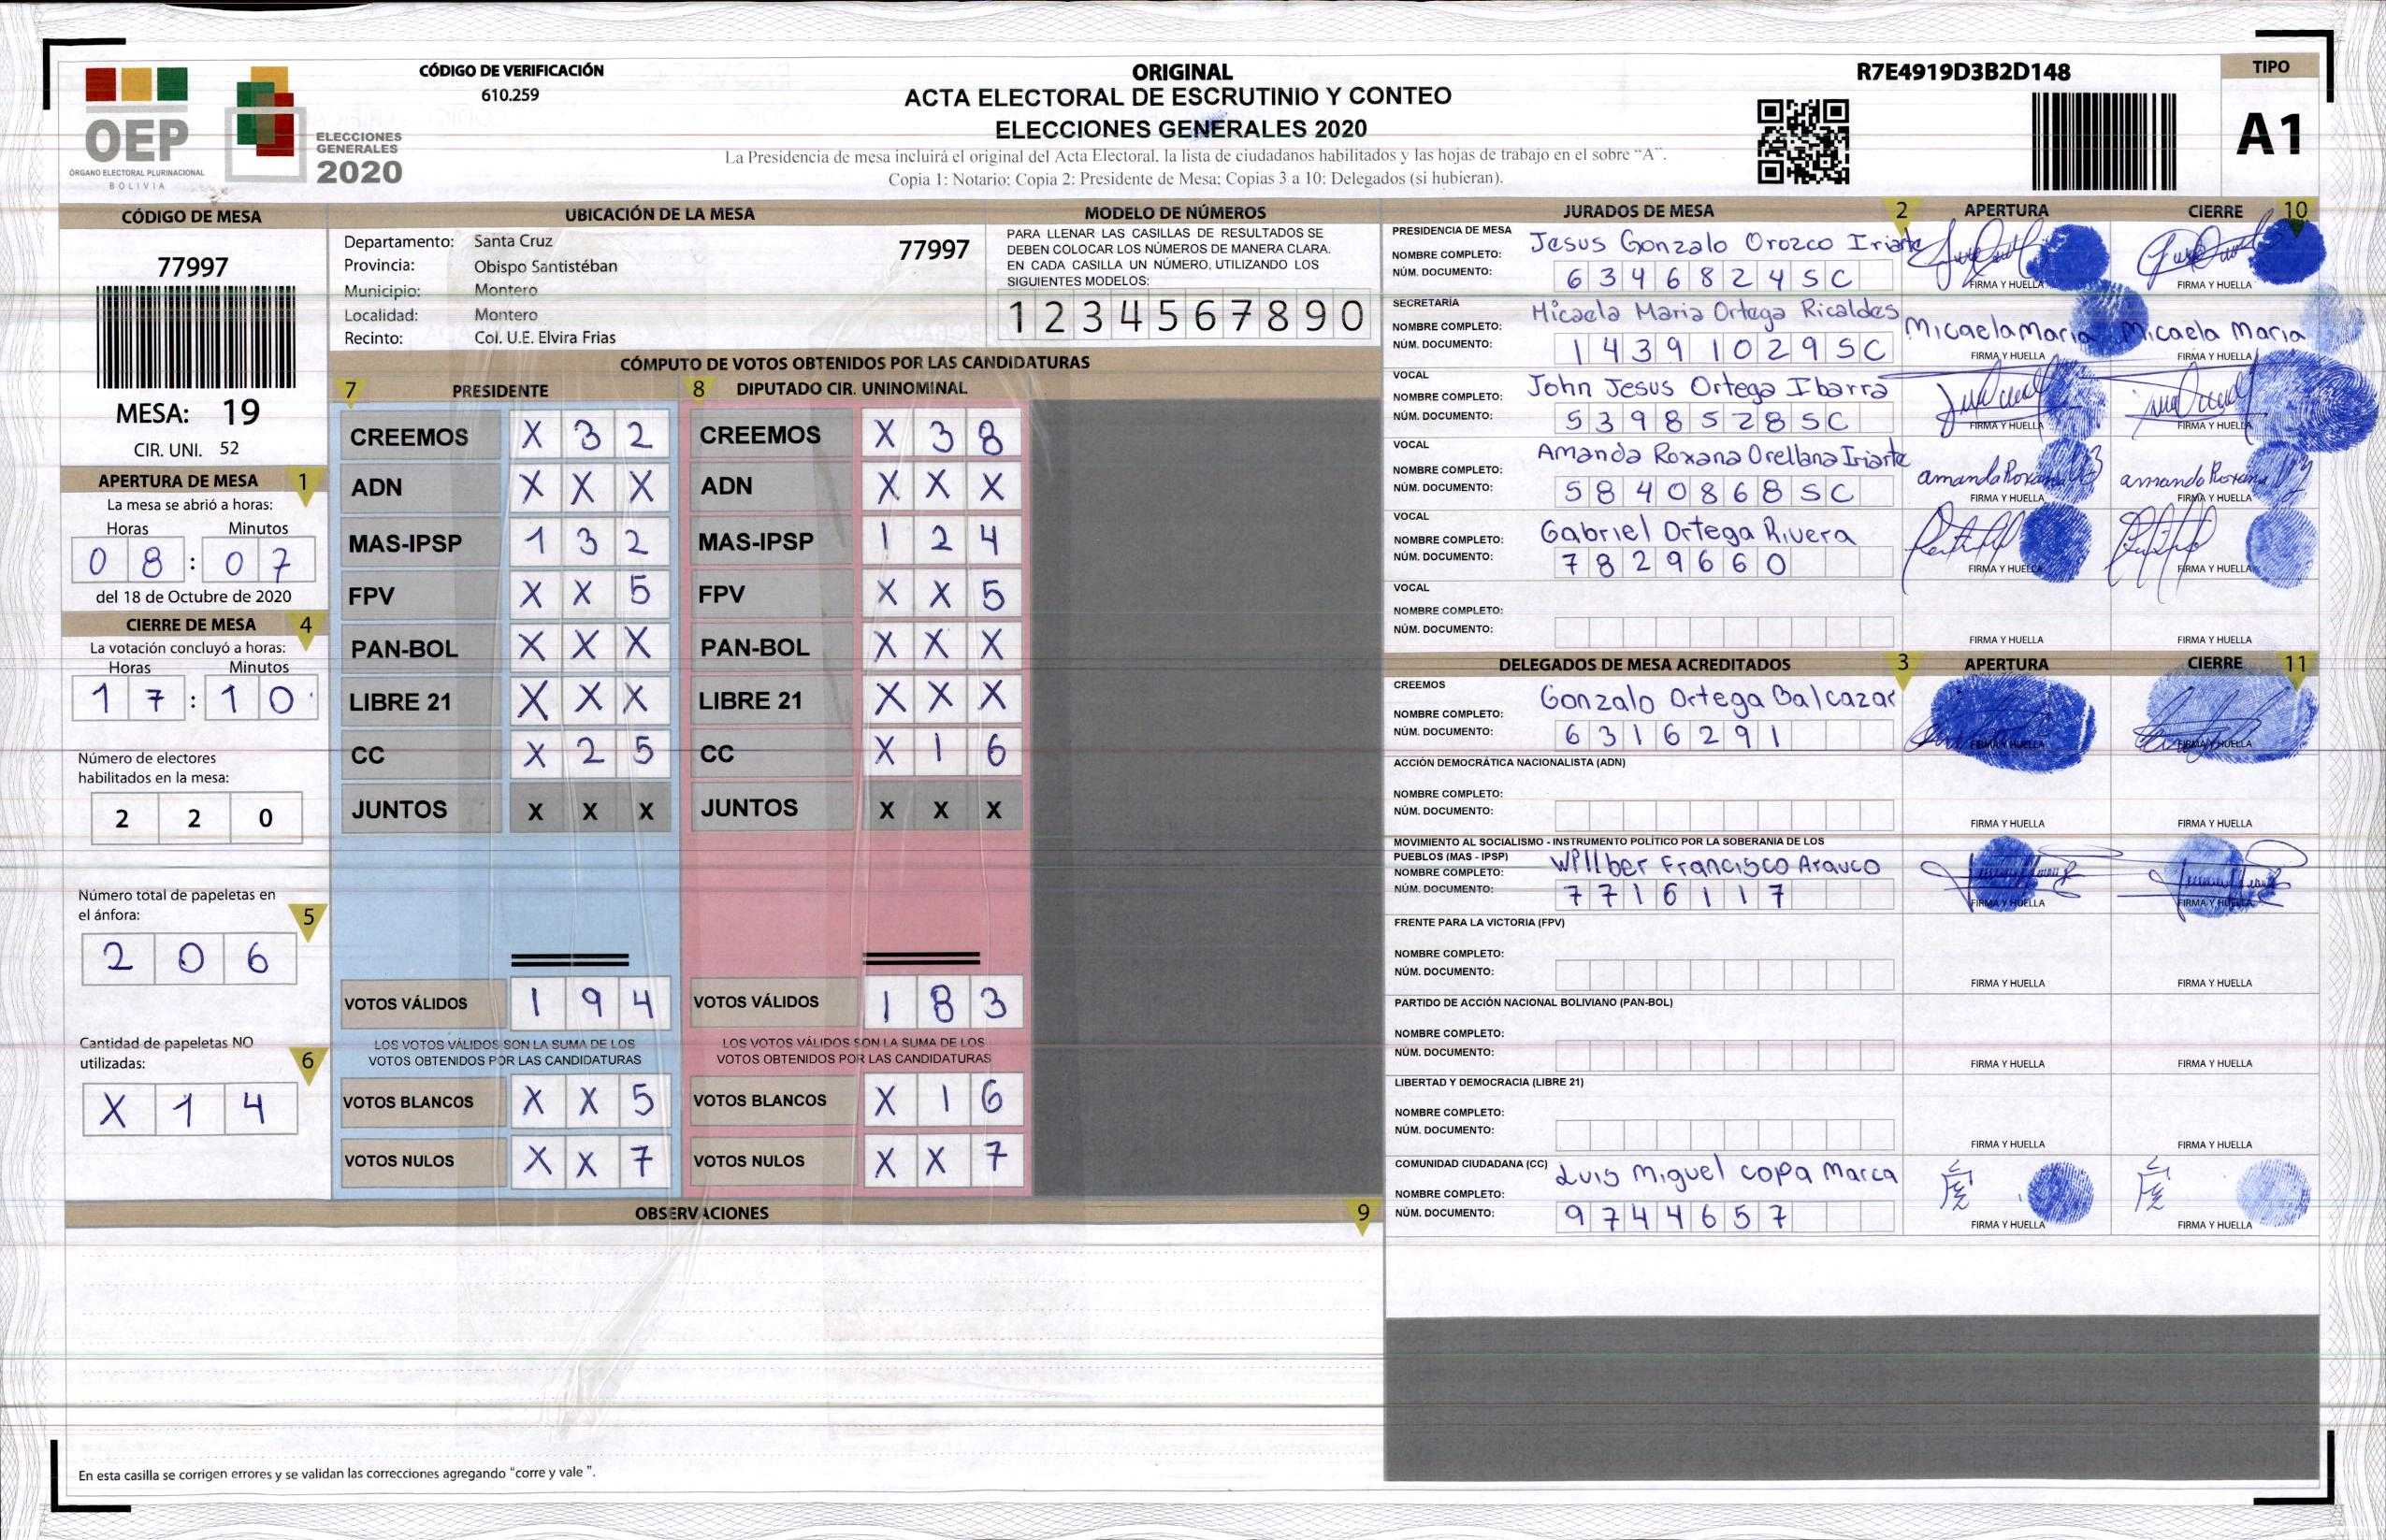 CÓDIGO DE VERIFICACIÓN
610.259
ORIGINAL
ACTA ELECTORAL DE ESCRUTINIO Y CONTEO
ELECCIONES GENERALES 2020
La Presidencia de mesa incluirá el original del Acta Electoral, la lista de ciudadanos habilitados y las hojas de trabajo en el sobre "A".
Copia 1: Notario; Copia 2: Presidente de Mesa; Copias 3 a 10: Delegados (si hubieran).
R7E4919D3B2D148
TIPO
A1
OEP
ÓRGANO ELECTORAL PLURINACIONAL
BOLIVIA
ELECCIONES
GENERALES
2020
CÓDIGO DE MESA
77997
MESA: 19
CIR. UNI. 52
APERTURA DE MESA 1
La mesa se abrió a horas:
Horas Minutos
0 8 : 0 7
del 18 de Octubre de 2020
CIERRE DE MESA 4
La votación concluyó a horas:
Horas Minutos
1 7 : 1 0
Número de electores
habilitados en la mesa:
2 2 0
Número total de papeletas en
el ánfora:
5
2 0 6
Cantidad de papeletas NO
utilizadas:
6
X 1 4
UBICACIÓN DE LA MESA
Departamento: Santa Cruz
77997
Provincia: Obispo Santistéban
Municipio: Montero
Localidad: Montero
Recinto: Col. U.E. Elvira Frias
MODELO DE NÚMEROS
PARA LLENAR LAS CASILLAS DE RESULTADOS SE
DEBEN COLOCAR LOS NÚMEROS DE MANERA CLARA.
EN CADA CASILLA UN NÚMERO, UTILIZANDO LOS
SIGUIENTES MODELOS:
1 2 3 4 5 6 7 8 9 0
CÓMPUTO DE VOTOS OBTENIDOS POR LAS CANDIDATURAS
7 PRESIDENTE 8 DIPUTADO CIR. UNINOMINAL
CREEMOS X 3 2 CREEMOS X 3 8
ADN X X X ADN X X X
MAS-IPSP 1 3 2 MAS-IPSP 1 2 4
FPV X X 5 FPV X X 5
PAN-BOL X X X PAN-BOL X X X
LIBRE 21 X X X LIBRE 21 X X X
CC X 2 5 CC X 1 6
JUNTOS X X X JUNTOS X X X
VOTOS VÁLIDOS 1 9 4 VOTOS VÁLIDOS 1 8 3
LOS VOTOS VÁLIDOS SON LA SUMA DE LOS LOS VOTOS VÁLIDOS SON LA SUMA DE LOS
VOTOS OBTENIDOS POR LAS CANDIDATURAS VOTOS OBTENIDOS POR LAS CANDIDATURAS
VOTOS BLANCOS X X 5 VOTOS BLANCOS X 1 6
VOTOS NULOS X X 7 VOTOS NULOS X X 7
OBSERVACIONES 9
En esta casilla se corrigen errores y se validan las correcciones agregando "corre y vale ".
JURADOS DE MESA 2 APERTURA CIERRE 10
PRESIDENCIA DE MESA
NOMBRE COMPLETO: Jesus Gonzalo Orozco Iriarte
NÚM. DOCUMENTO: 6 3 4 6 8 2 4 S C
FIRMA Y HUELLA FIRMA Y HUELLA
SECRETARÍA
NOMBRE COMPLETO: Micaela Maria Ortega Ricaldes
Micaela Maria Micaela Maria
NÚM. DOCUMENTO: 1 4 3 9 1 0 2 9 S C
FIRMA Y HUELLA FIRMA Y HUELLA
VOCAL
NOMBRE COMPLETO: John Jesus Ortega Ibarra
NÚM. DOCUMENTO: 5 3 9 8 5 2 8 S C
FIRMA Y HUELLA FIRMA Y HUELLA
VOCAL
NOMBRE COMPLETO: Amanda Roxana Orellana Iriarte
NÚM. DOCUMENTO: 5 8 4 0 8 6 8 S C
FIRMA Y HUELLA FIRMA Y HUELLA
VOCAL
NOMBRE COMPLETO: Gabriel Ortega Rivera
NÚM. DOCUMENTO: 7 8 2 9 6 6 0
FIRMA Y HUELLA FIRMA Y HUELLA
VOCAL
NOMBRE COMPLETO:
NÚM. DOCUMENTO:
FIRMA Y HUELLA FIRMA Y HUELLA
DELEGADOS DE MESA ACREDITADOS 3 APERTURA CIERRE 11
CREEMOS
NOMBRE COMPLETO: Gonzalo Ortega Balcazar
NÚM. DOCUMENTO: 6 3 1 6 2 9 1
FIRMA Y HUELLA FIRMA Y HUELLA
ACCIÓN DEMOCRÁTICA NACIONALISTA (ADN)
NOMBRE COMPLETO:
NÚM. DOCUMENTO:
FIRMA Y HUELLA FIRMA Y HUELLA
MOVIMIENTO AL SOCIALISMO - INSTRUMENTO POLÍTICO POR LA SOBERANIA DE LOS
PUEBLOS (MAS - IPSP)
NOMBRE COMPLETO: Wilber Francisco Arauco
NÚM. DOCUMENTO: 7 7 1 6 1 1 7
FIRMA Y HUELLA FIRMA Y HUELLA
FRENTE PARA LA VICTORIA (FPV)
NOMBRE COMPLETO:
NÚM. DOCUMENTO:
FIRMA Y HUELLA FIRMA Y HUELLA
PARTIDO DE ACCIÓN NACIONAL BOLIVIANO (PAN-BOL)
NOMBRE COMPLETO:
NÚM. DOCUMENTO:
FIRMA Y HUELLA FIRMA Y HUELLA
LIBERTAD Y DEMOCRACIA (LIBRE 21)
NOMBRE COMPLETO:
NÚM. DOCUMENTO:
FIRMA Y HUELLA FIRMA Y HUELLA
COMUNIDAD CIUDADANA (CC)
NOMBRE COMPLETO: Luis Miguel Copa Marca
NÚM. DOCUMENTO: 9 7 4 4 6 5 7
FIRMA Y HUELLA FIRMA Y HUELLA